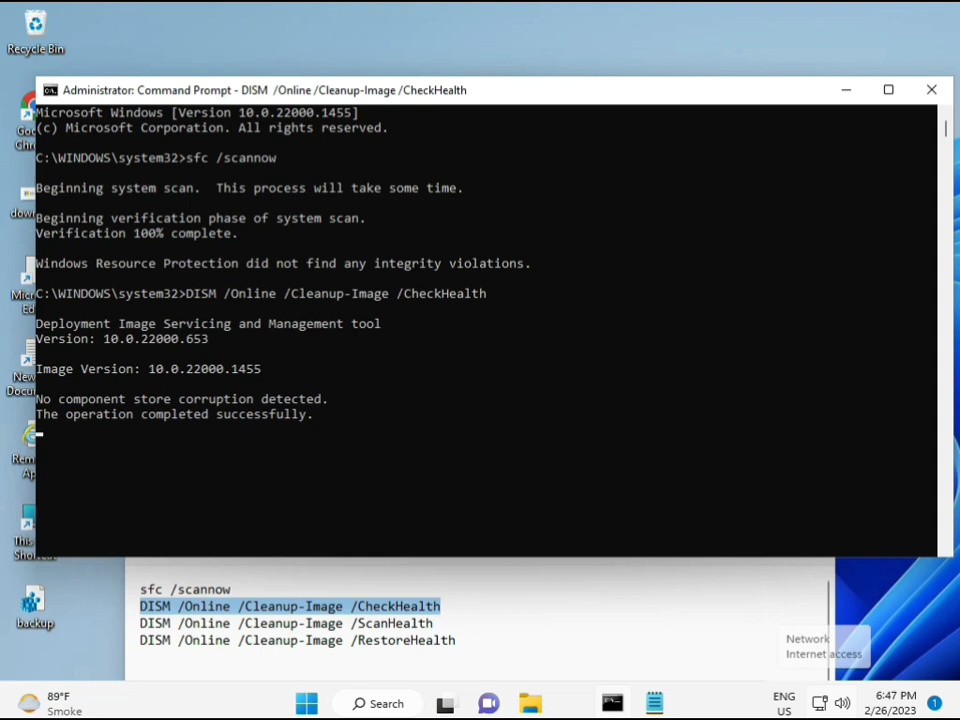 Recycle Bin
Administrator: Command Prompt - DISM  /Online /Cleanup-Image /CheckHealth
Microsoft Windows [Version 10.0.22000.1455]
(c) Microsoft Corporation. All rights reserved.
C:\WINDOWS\system32>sfc /scannow
Beginning system scan.  This process will take some time.
Beginning verification phase of system scan.
Verification 100% complete.
Windows Resource Protection did not find any integrity violations.
C:\WINDOWS\system32>DISM /Online /Cleanup-Image /CheckHealth
Deployment Image Servicing and Management tool
Version: 10.0.22000.653
Image Version: 10.0.22000.1455
No component store corruption detected.
The operation completed successfully.
backup
sfc /scannow
DISM /Online /Cleanup-Image /CheckHealth
DISM /Online /Cleanup-Image /ScanHealth
DISM /Online /Cleanup-Image /RestoreHealth
Network
Internet access
89°F
Smoke
Search
ENG
US
6:47 PM
2/26/2023
1